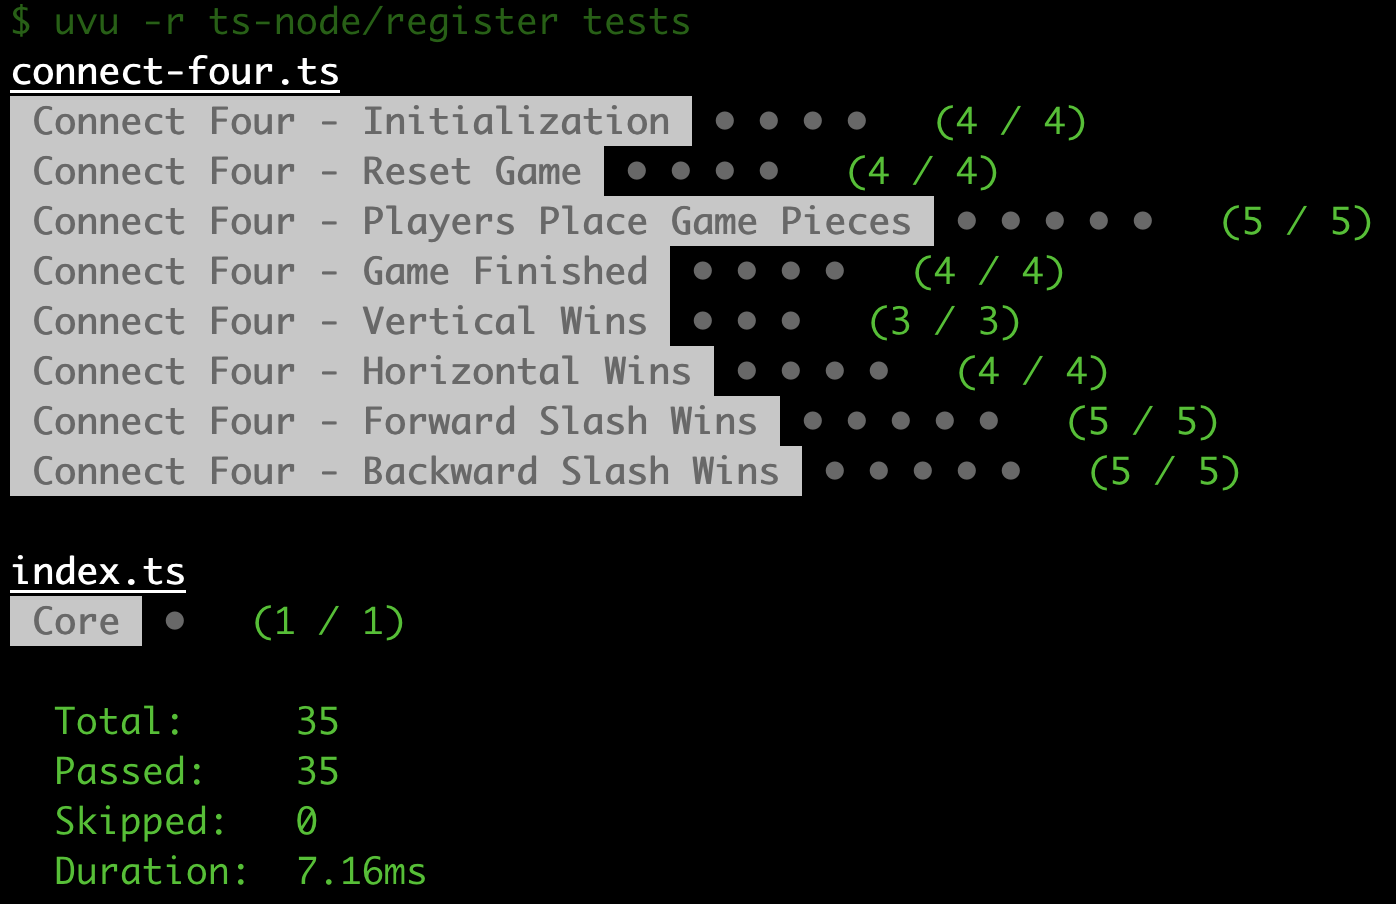 $ uvu -r ts-node/register tests
connect-four.ts
Connect Four - Initialization • • • • (4 / 4)
Connect Four - Reset Game • • • • (4 / 4)
Connect Four - Players Place Game Pieces • • • • • (5 / 5)
Connect Four - Game Finished • • • • (4 / 4)
Connect Four - Vertical Wins • • • (3 / 3)
Connect Four - Horizontal Wins • • • • (4 / 4)
Connect Four - Forward Slash Wins • • • • • (5 / 5)
Connect Four - Backward Slash Wins • • • • • (5 / 5)
index.ts
Core • (1 / 1)
Total: 35
Passed: 35
Skipped: 0
Duration: 7.16ms